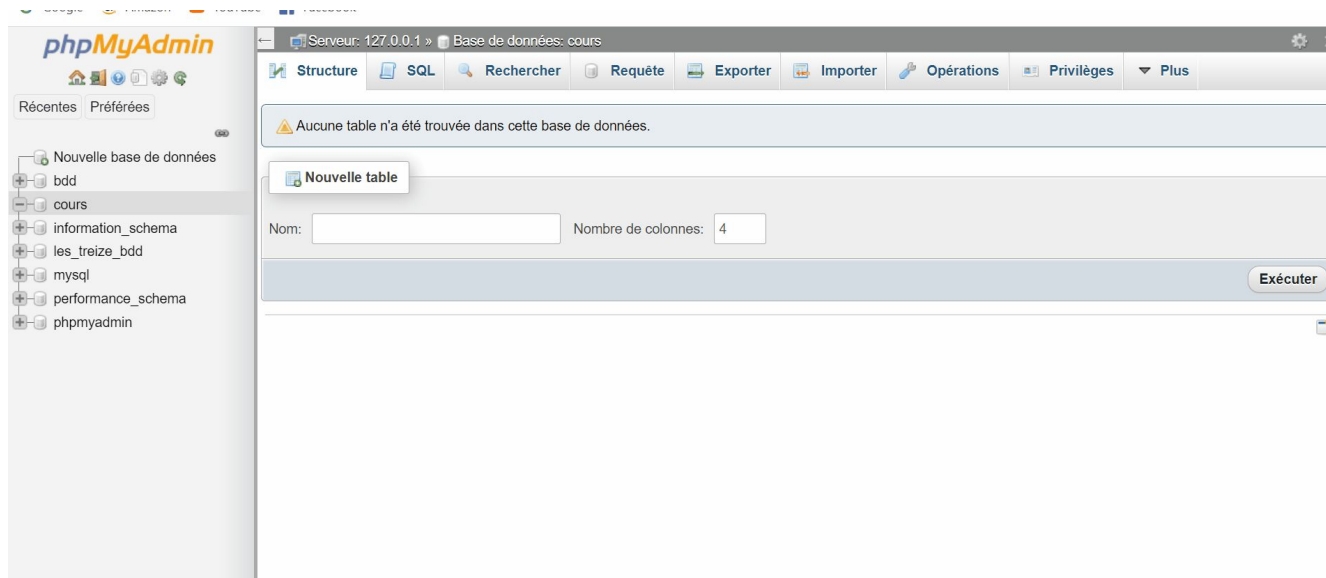 phpMyAdmin
Récentes Préférées
Nouvelle base de données
bdd
cours
information_schema
les_treize_bdd
mysql
performance_schema
phpmyadmin
Serveur: 127.0.0.1 » Base de données: cours
Structure SQL Rechercher Requête Exporter Importer Opérations Privilèges Plus
Aucune table n'a été trouvée dans cette base de données.
Nouvelle table
Nom: Nombre de colonnes: 4
Exécuter